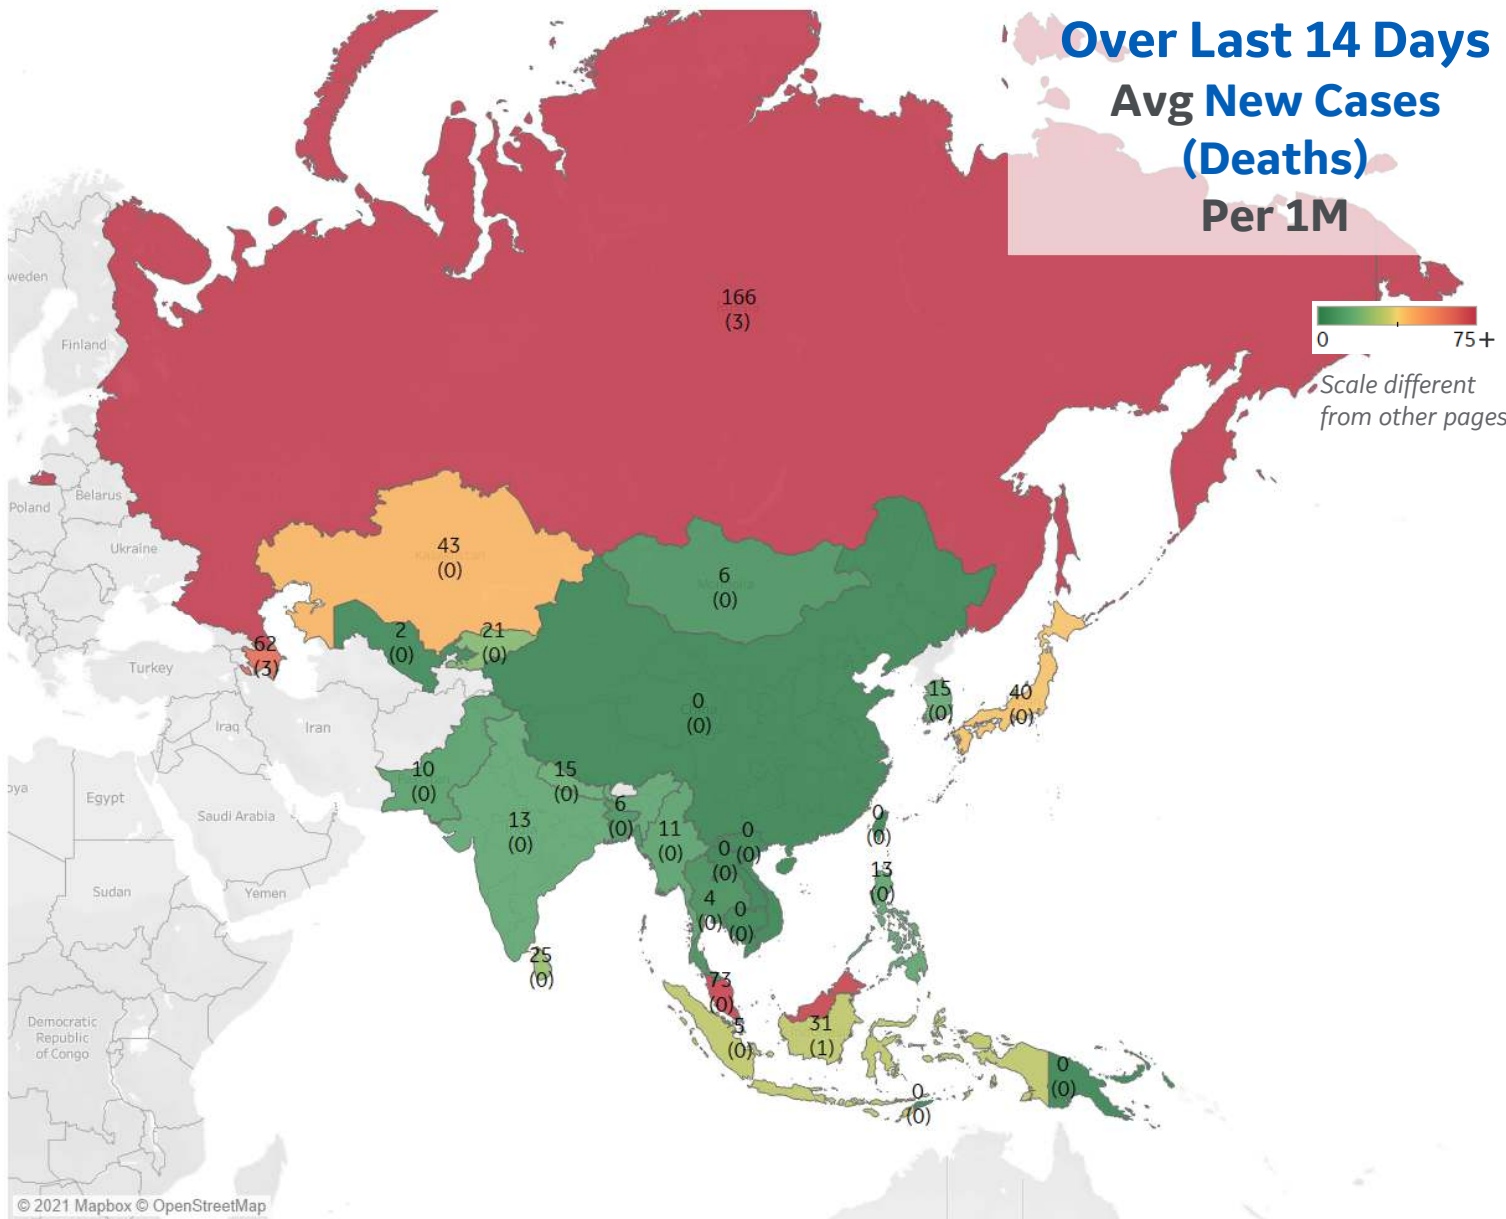 Over Last 14 Days
Avg New Cases
(Deaths)
Per 1M
166
(3)
0 75+
Scale different
from other pages
weden
Finland
Belarus
Poland
Ukraine
43
(0)
6
(0)
2
(0)
21
(0)
62
(3)
Turkey
15
(0)
40
(0)
0
(0)
Iraq
Iran
10
(0)
15
(0)
oya
Egypt
Saudi Arabia
6
(0)
13
(0)
11
(0)
0
(0)
0
(0)
0
(0)
13
(0)
Sudan
Yemen
4
(0)
0
(0)
25
(0)
73
(0)
5
(0)
31
(1)
Democratic
Republic
of Congo
0
(0)
0
(0)
© 2021 Mapbox © OpenStreetMap